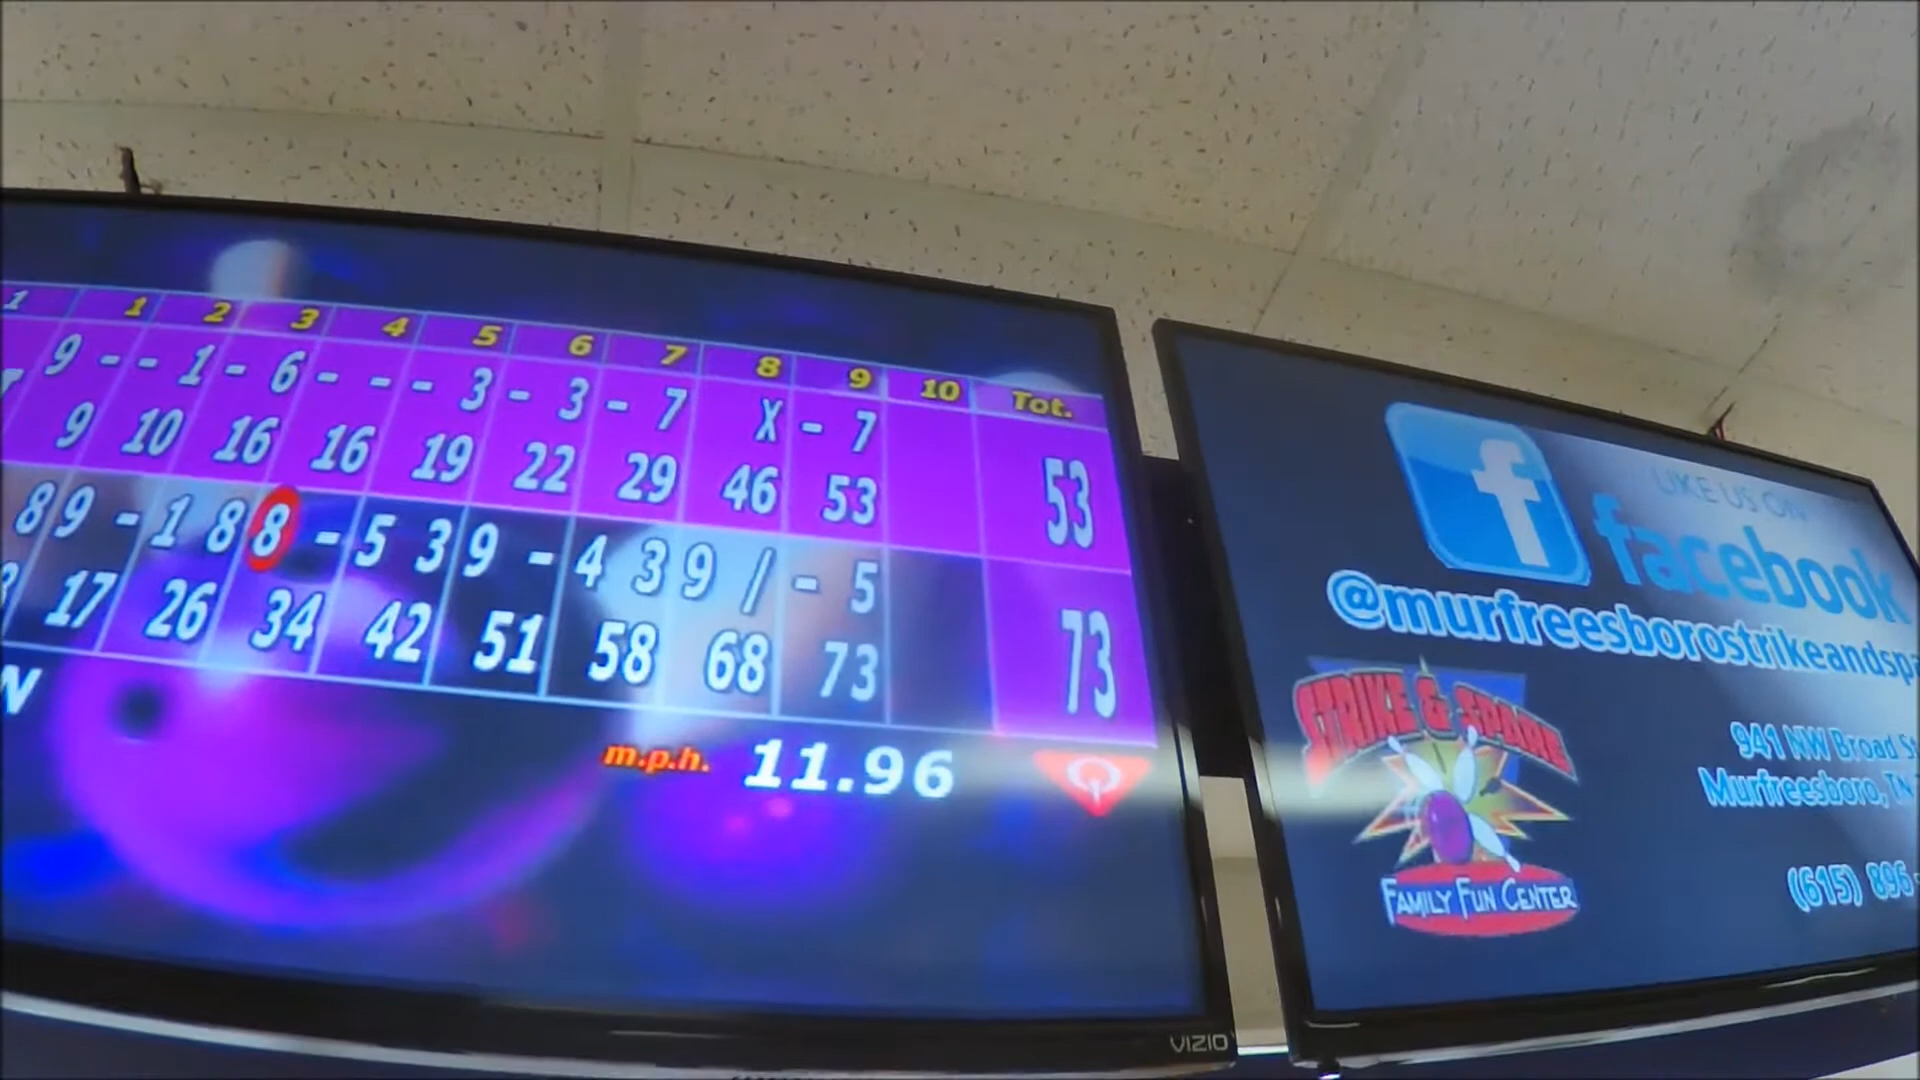 1 1 2 3 4 5 6 7 8 9 10 Tot.
9 - - 1 - 6 - - - 3 - 3 - 7 X - 7
9 10 16 16 19 22 29 46 53 53
8 9 - 1 8 8 - 5 3 9 - 4 3 9 / - 5
17 26 34 42 51 58 68 73 73
N
m.p.h. 11.96
VIZIO
LIKE US ON
f facebook
@murfreesborostrikeandspa
STRIKE & SPARE
FAMILY FUN CENTER
941 NW Broad St
Murfreesboro, TN
(615) 896-